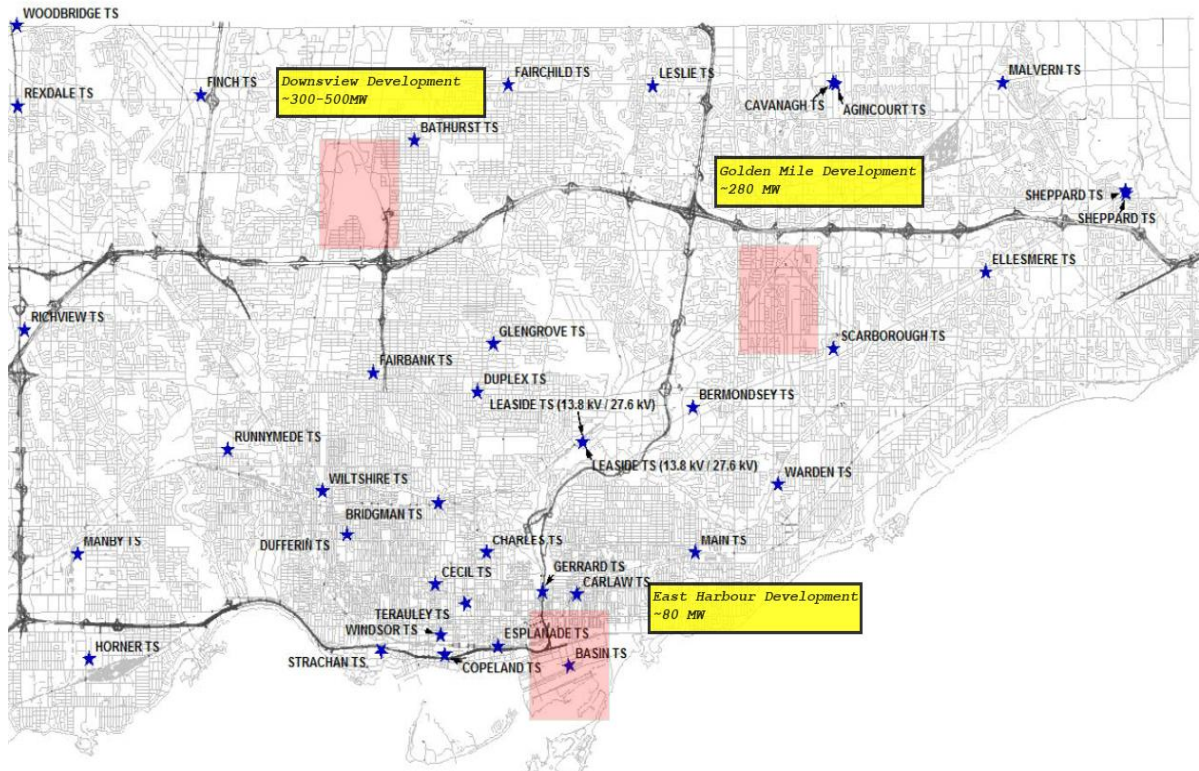 WOODBRIDGE TS
Downsview Development
~300-500MW
FINCH TS
FAIRCHILD TS
LESLIE TS
MALVERN TS
REXDALE TS
CAVANAGH TS
AGINCOURT TS
BATHURST TS
Golden Mile Development
~280 MW
SHEPPARD TS
SHEPPARD TS
ELLESMERE TS
RICHVIEW TS
GLENGROVE TS
SCARBOROUGH TS
FAIRBANK TS
DUPLEX TS
BERMONDSEY TS
LEASIDE TS (13.8 kV / 27.6 kV)
RUNNYMEDE TS
LEASIDE TS (13.8 kV / 27.6 kV)
WARDEN TS
WILTSHIRE TS
BRIDGMAN TS
MANBY TS
DUFFERIN TS
CHARLES TS
MAIN TS
GERRARD TS
CECIL TS
CARLAW TS
East Harbour Development
~80 MW
TERAULEY TS
WINDSOR TS
ESPLANADE TS
HORNER TS
STRACHAN TS
COPELAND TS
BASIN TS